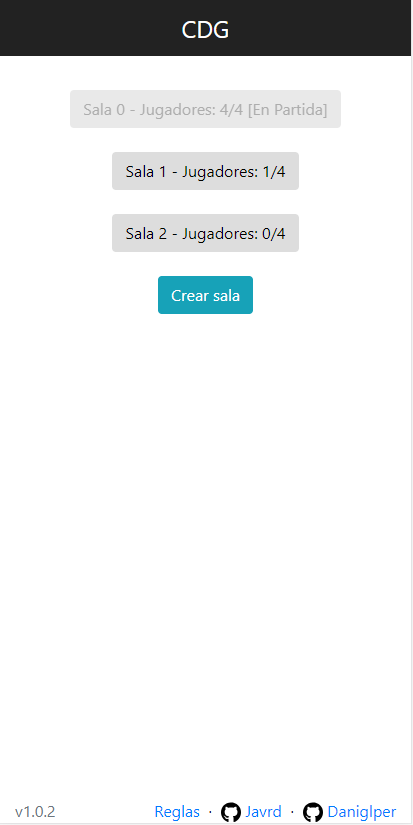 CDG
Sala 0 - Jugadores: 4/4 [En Partida]
Sala 1 - Jugadores: 1/4
Sala 2 - Jugadores: 0/4
Crear sala
v1.0.2 Reglas · Javrd · Daniglper